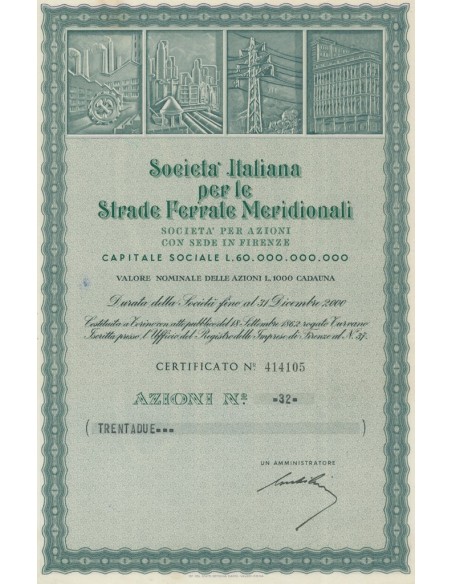 Società Italiana
per le
Strade Ferrate Meridionali
SOCIETA' PER AZIONI
CON SEDE IN FIRENZE
CAPITALE SOCIALE L.60.000.000.000
VALORE NOMINALE DELLE AZIONI L.1000 CADAUNA
Durata della Società fino al 31 Dicembre 2000
Costituita a Torino con atto pubblico del 18 Settembre 1862 rogato Turvano
Iscritta presso l'Ufficio del Registro delle Imprese di Firenze al N.º 37.
CERTIFICATO Nº 414105
AZIONI N.º =32=
( TRENTADUE=== )
UN AMMINISTRATORE